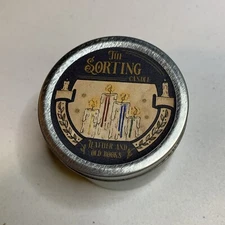 The
Sorting
Candle
Leather and
Old Books